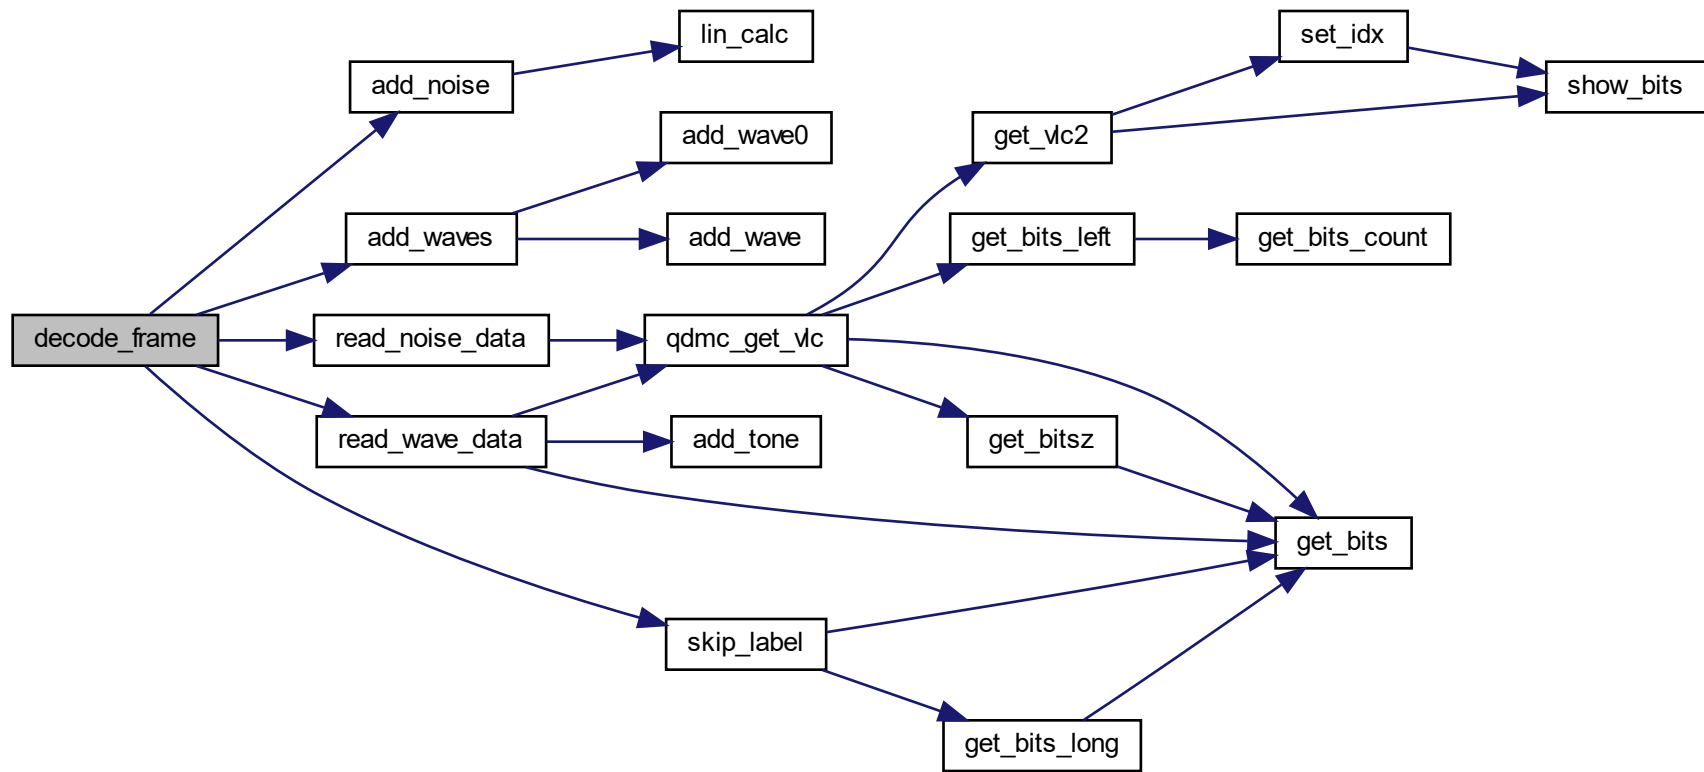 lin_calc
set_idx
add_noise
show_bits
add_wave0
get_vlc2
add_waves
add_wave
get_bits_left
get_bits_count
decode_frame
read_noise_data
qdmc_get_vlc
read_wave_data
add_tone
get_bitsz
get_bits
skip_label
get_bits_long